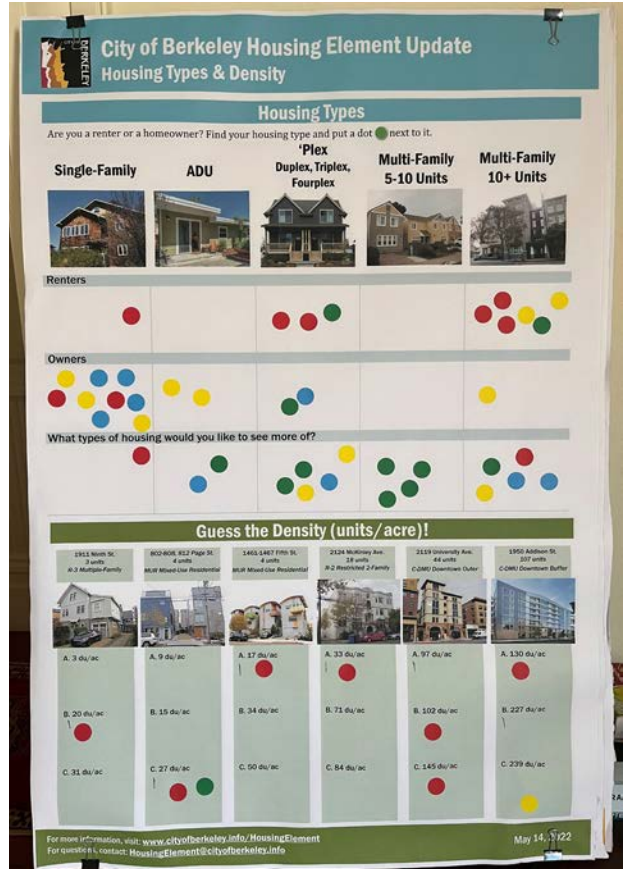 BERKELEY
City of Berkeley Housing Element Update
Housing Types & Density
Housing Types
Are you a renter or a homeowner? Find your housing type and put a dot next to it.
Single-Family
ADU
'Plex
Duplex, Triplex,
Fourplex
Multi-Family
5-10 Units
Multi-Family
10+ Units
Renters
Owners
What types of housing would you like to see more of?
Guess the Density (units/acre)!
1911 Ninth St.
3 units
R-3 Multiple-Family
802-808, 812 Page St.
4 units
MUR Mixed-Use Residential
1461-1467 Fifth St.
4 units
MUR Mixed-Use Residential
2124 McKinley Ave.
18 units
R-2 Restricted 2-Family
2119 University Ave.
44 units
C-DMU Downtown Outer
1950 Addison St.
107 units
C-DMU Downtown Buffer
A. 3 du/ac
B. 20 du/ac
C. 31 du/ac
A. 9 du/ac
B. 15 du/ac
C. 27 du/ac
A. 17 du/ac
B. 34 du/ac
C. 50 du/ac
A. 33 du/ac
B. 71 du/ac
C. 84 du/ac
A. 97 du/ac
B. 102 du/ac
C. 145 du/ac
A. 130 du/ac
B. 227 du/ac
C. 239 du/ac
For more information, visit: www.cityofberkeley.info/HousingElement
For questions, contact: HousingElement@cityofberkeley.info
May 14, 2022